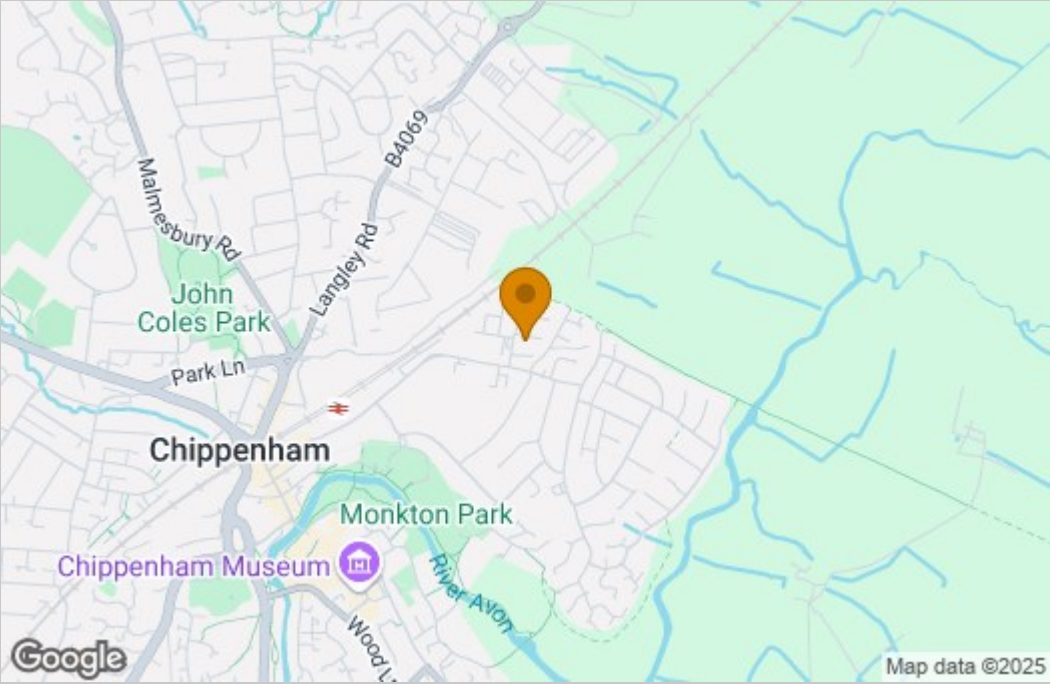 B4069
Malmesbury Rd
Langley Rd
John
Coles Park
Park Ln
Chippenham
Monkton Park
Chippenham Museum
River Avon
Wood
Google
Map data ©2025